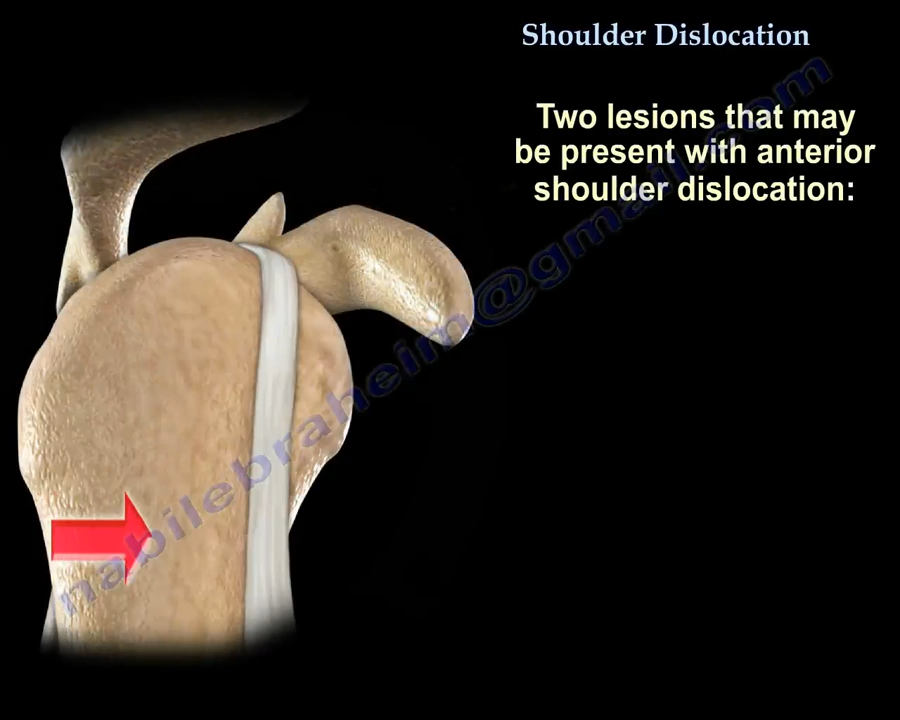 Shoulder Dislocation
Two lesions that may
be present with anterior
shoulder dislocation:
nabilebraheim@gmail.com